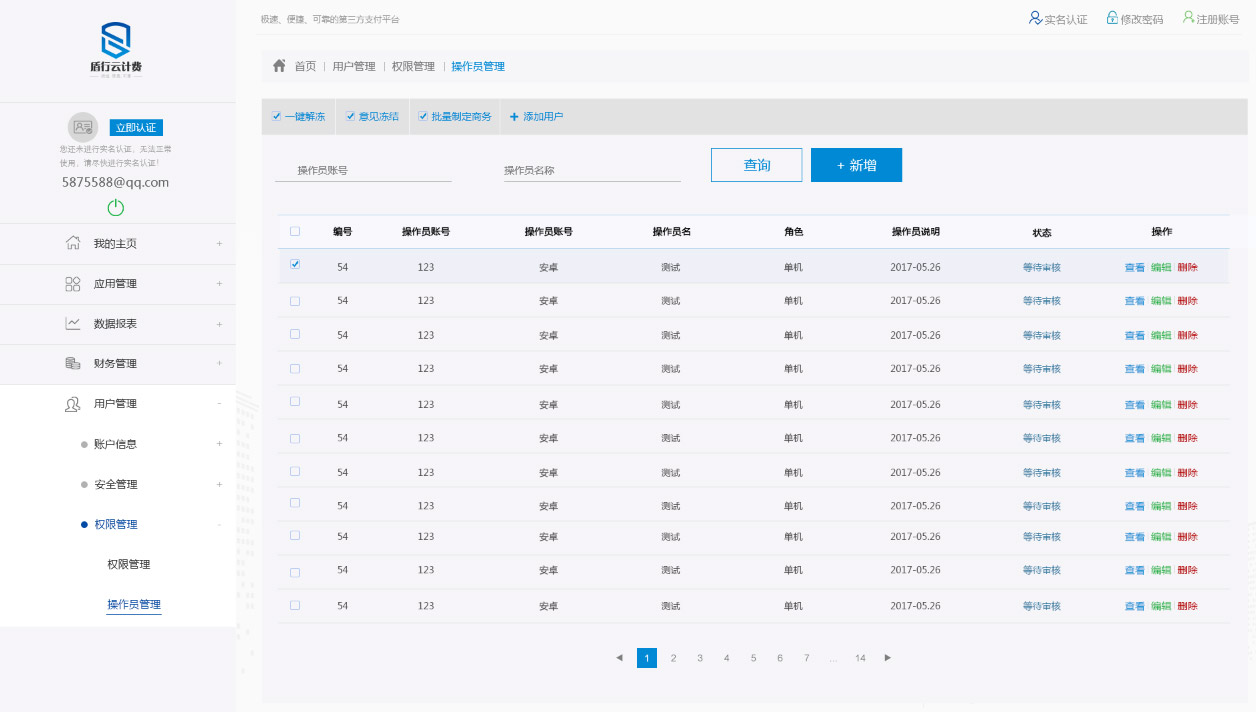 盾行云计费
极速、便捷、可靠的第三方支付平台
实名认证 修改密码 注册账号
首页 | 用户管理 | 权限管理 | 操作员管理
一键解冻 意见冻结 批量制定商务 + 添加用户
立即认证
您还未进行实名认证，无法正常
使用，请尽快进行实名认证！
5875588@qq.com
我的主页 +
应用管理 +
数据报表 +
财务管理 +
用户管理 -
账户信息 +
安全管理 +
权限管理 -
权限管理
操作员管理
操作员账号 操作员名称 查询 + 新增
编号 操作员账号 操作员账号 操作员名 角色 操作员说明 状态 操作
54 123 安卓 测试 单机 2017-05.26 等待审核 查看 编辑 删除
54 123 安卓 测试 单机 2017-05.26 等待审核 查看 编辑 删除
54 123 安卓 测试 单机 2017-05.26 等待审核 查看 编辑 删除
54 123 安卓 测试 单机 2017-05.26 等待审核 查看 编辑 删除
54 123 安卓 测试 单机 2017-05.26 等待审核 查看 编辑 删除
54 123 安卓 测试 单机 2017-05.26 等待审核 查看 编辑 删除
54 123 安卓 测试 单机 2017-05.26 等待审核 查看 编辑 删除
54 123 安卓 测试 单机 2017-05.26 等待审核 查看 编辑 删除
54 123 安卓 测试 单机 2017-05.26 等待审核 查看 编辑 删除
54 123 安卓 测试 单机 2017-05.26 等待审核 查看 编辑 删除
54 123 安卓 测试 单机 2017-05.26 等待审核 查看 编辑 删除
◀ 1 2 3 4 5 6 7 ... 14 ▶